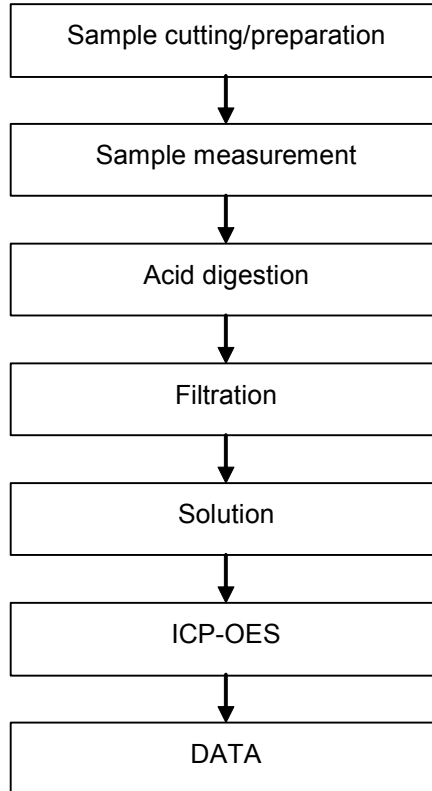 Sample cutting/preparation
Sample measurement
Acid digestion
Filtration
Solution
ICP-OES
DATA